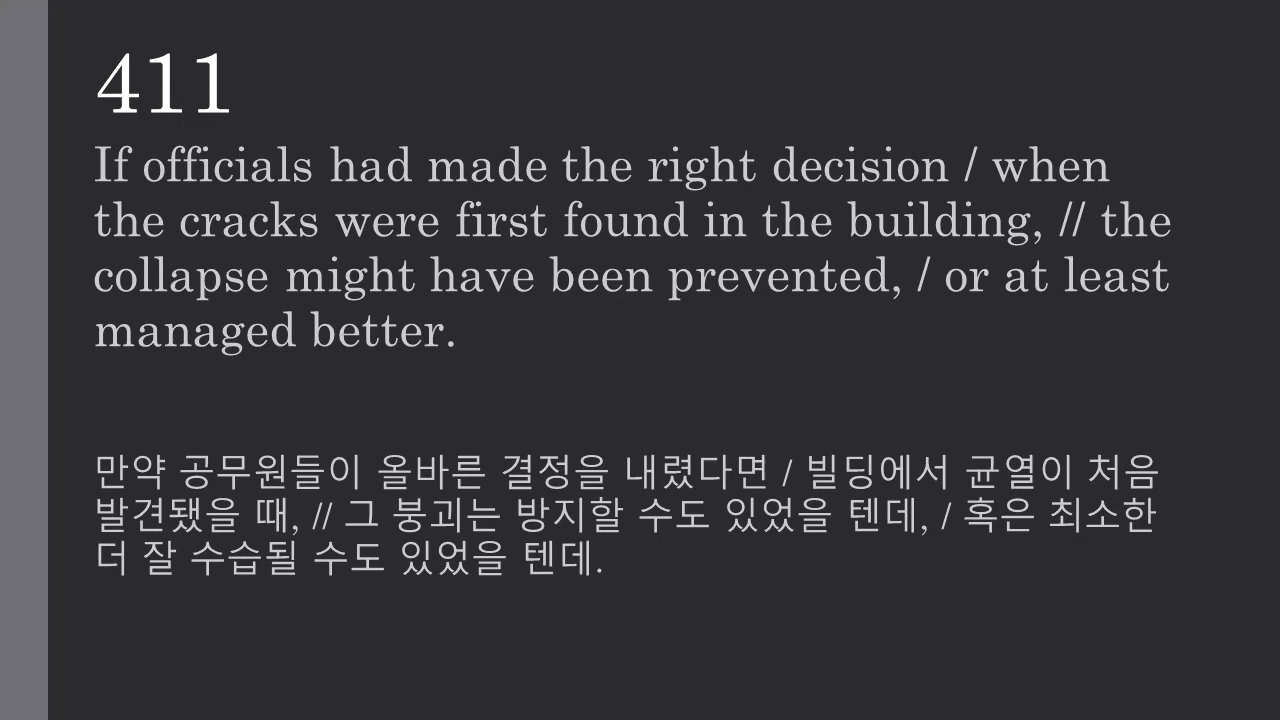 411
If officials had made the right decision / when
the cracks were first found in the building, // the
collapse might have been prevented, / or at least
managed better.
만약 공무원들이 올바른 결정을 내렸다면 / 빌딩에서 균열이 처음
발견됐을 때, // 그 붕괴는 방지할 수도 있었을 텐데, / 혹은 최소한
더 잘 수습될 수도 있었을 텐데.